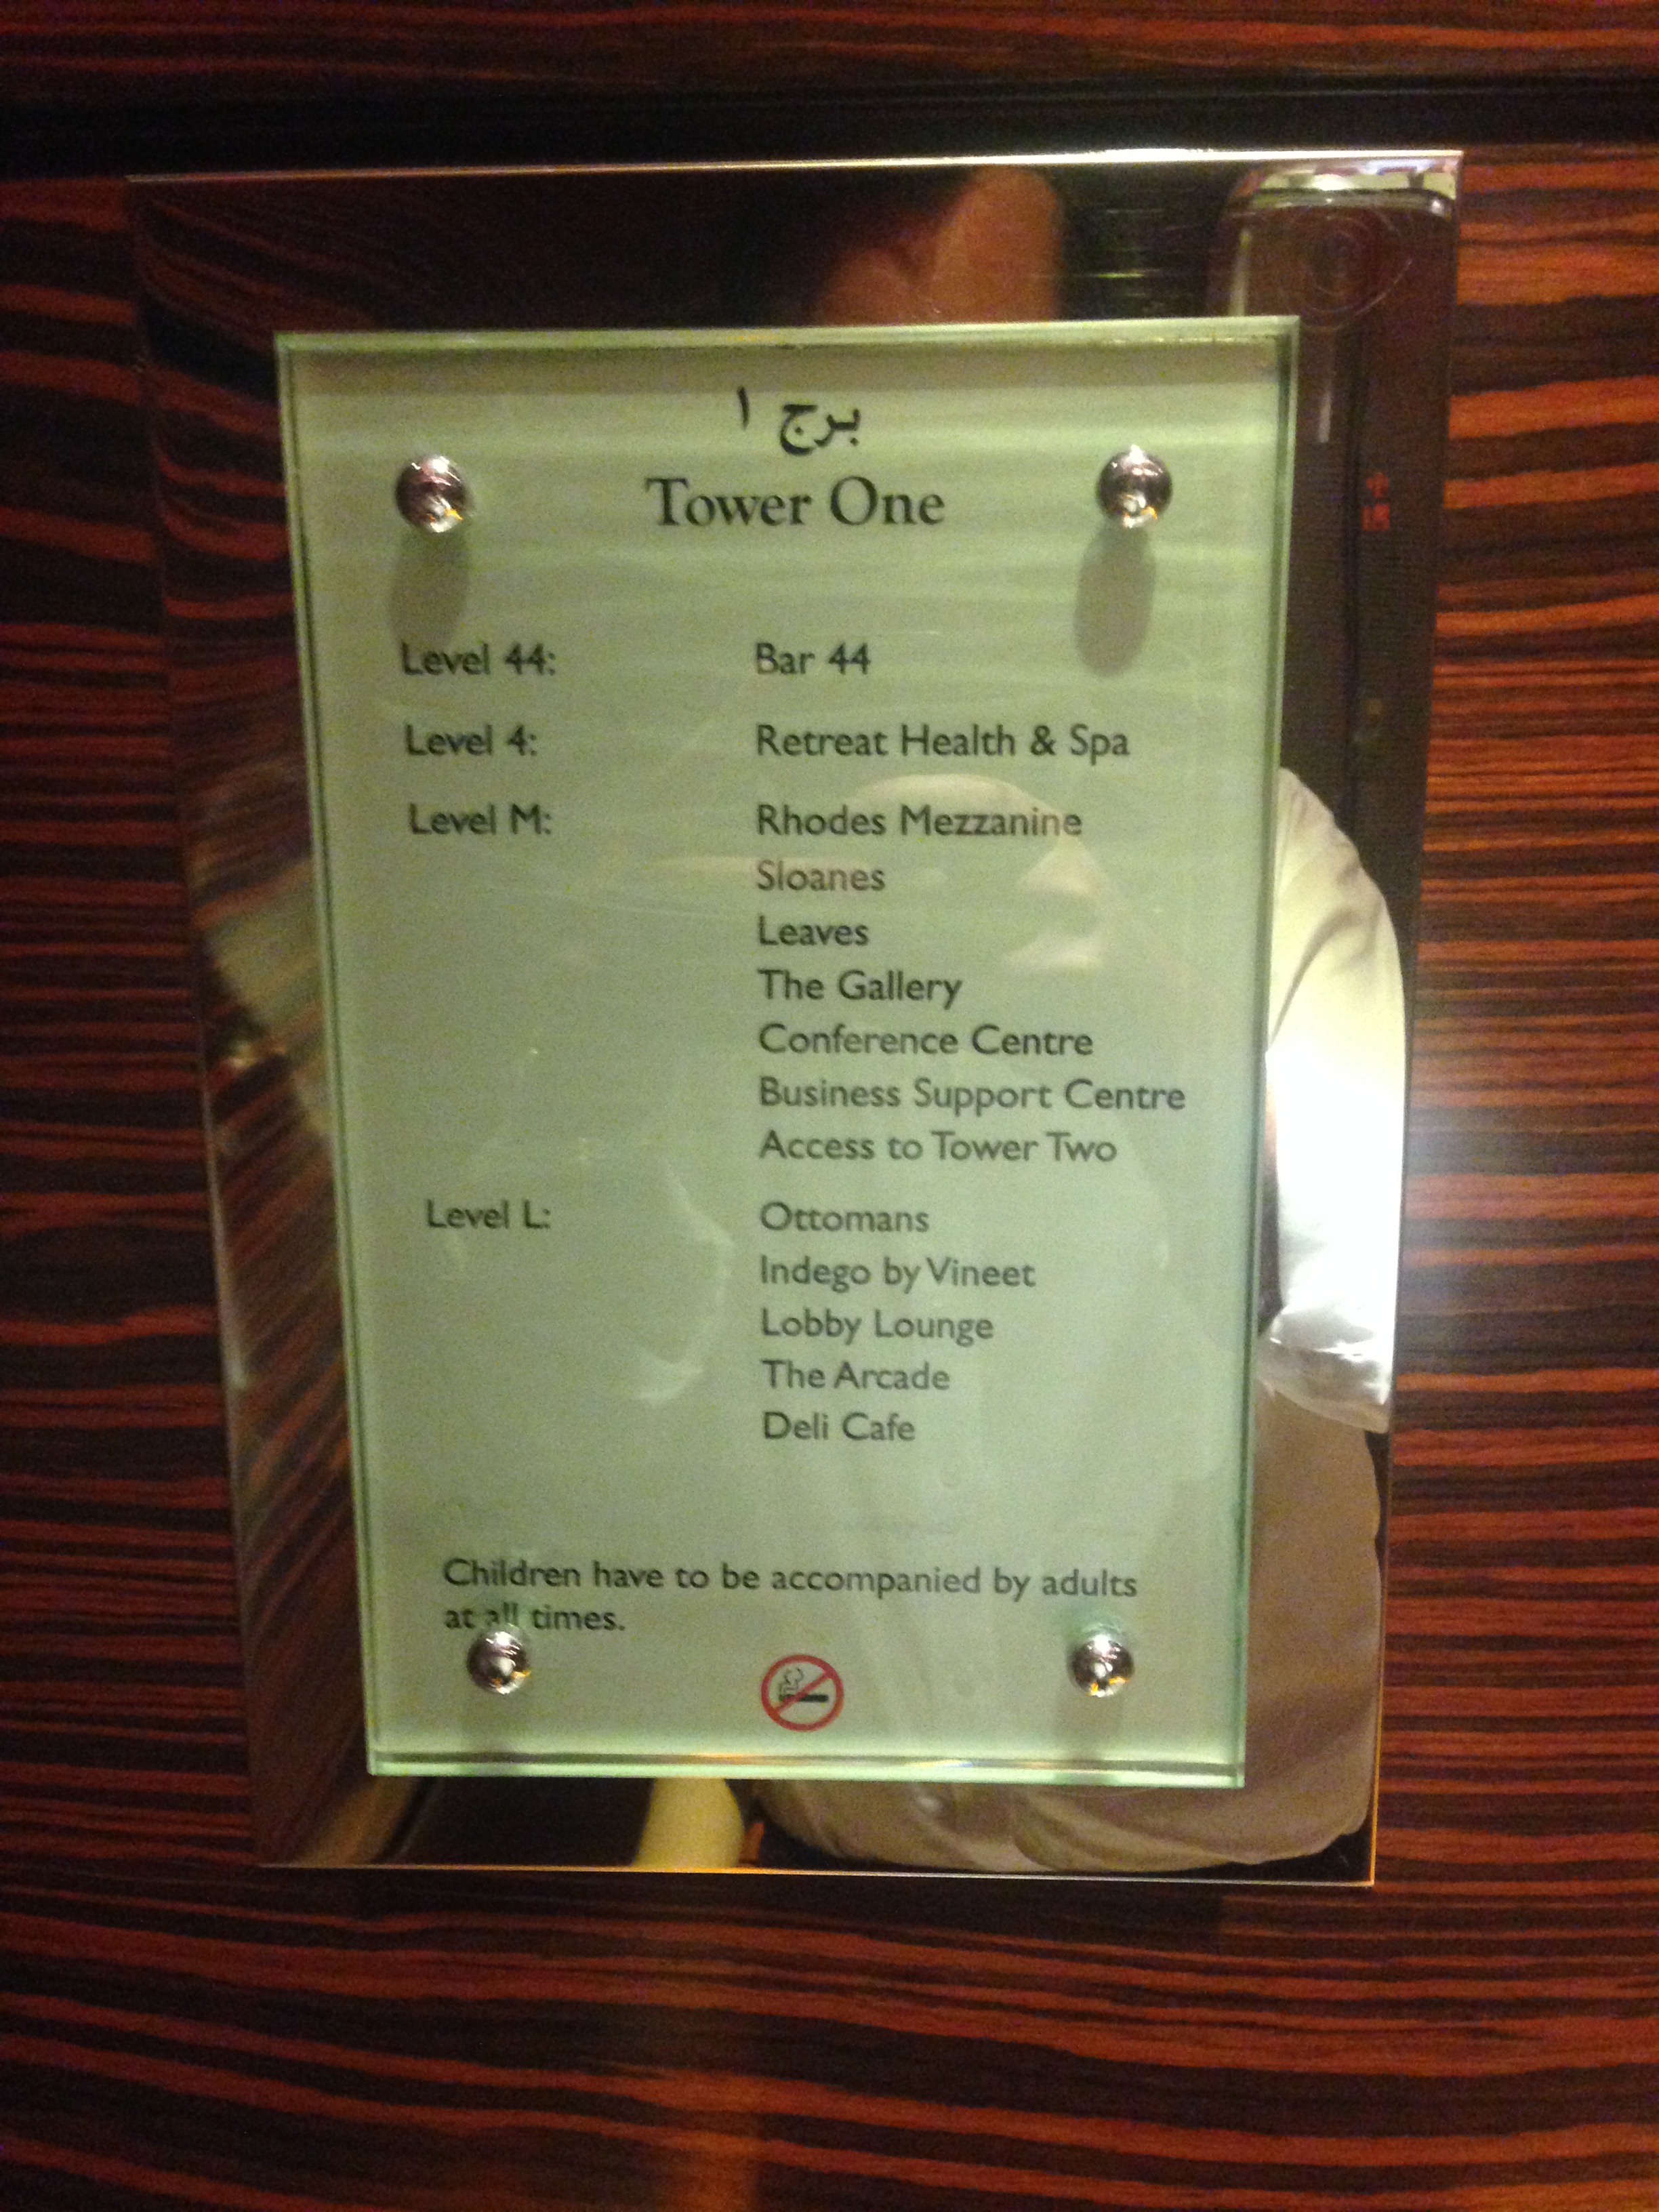 برج ١
Tower One
Level 44: Bar 44
Level 4: Retreat Health & Spa
Level M: Rhodes Mezzanine
Sloanes
Leaves
The Gallery
Conference Centre
Business Support Centre
Access to Tower Two
Level L: Ottomans
Indego by Vineet
Lobby Lounge
The Arcade
Deli Cafe
Children have to be accompanied by adults
at all times.